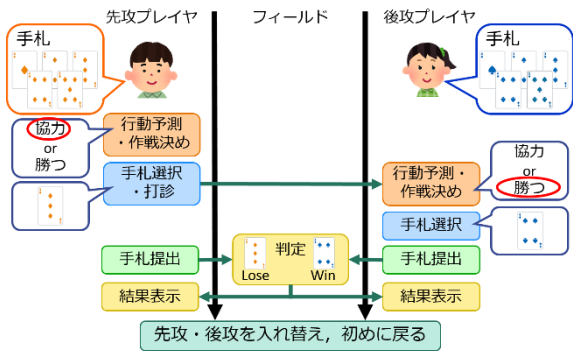 先攻プレイヤ
フィールド
後攻プレイヤ
手札
手札
協力
or
勝つ
行動予測
・作戦決め
手札選択
・打診
行動予測・
作戦決め
協力
or
勝つ
手札選択
手札提出
判定
Lose
Win
手札提出
結果表示
結果表示
先攻・後攻を入れ替え，初めに戻る